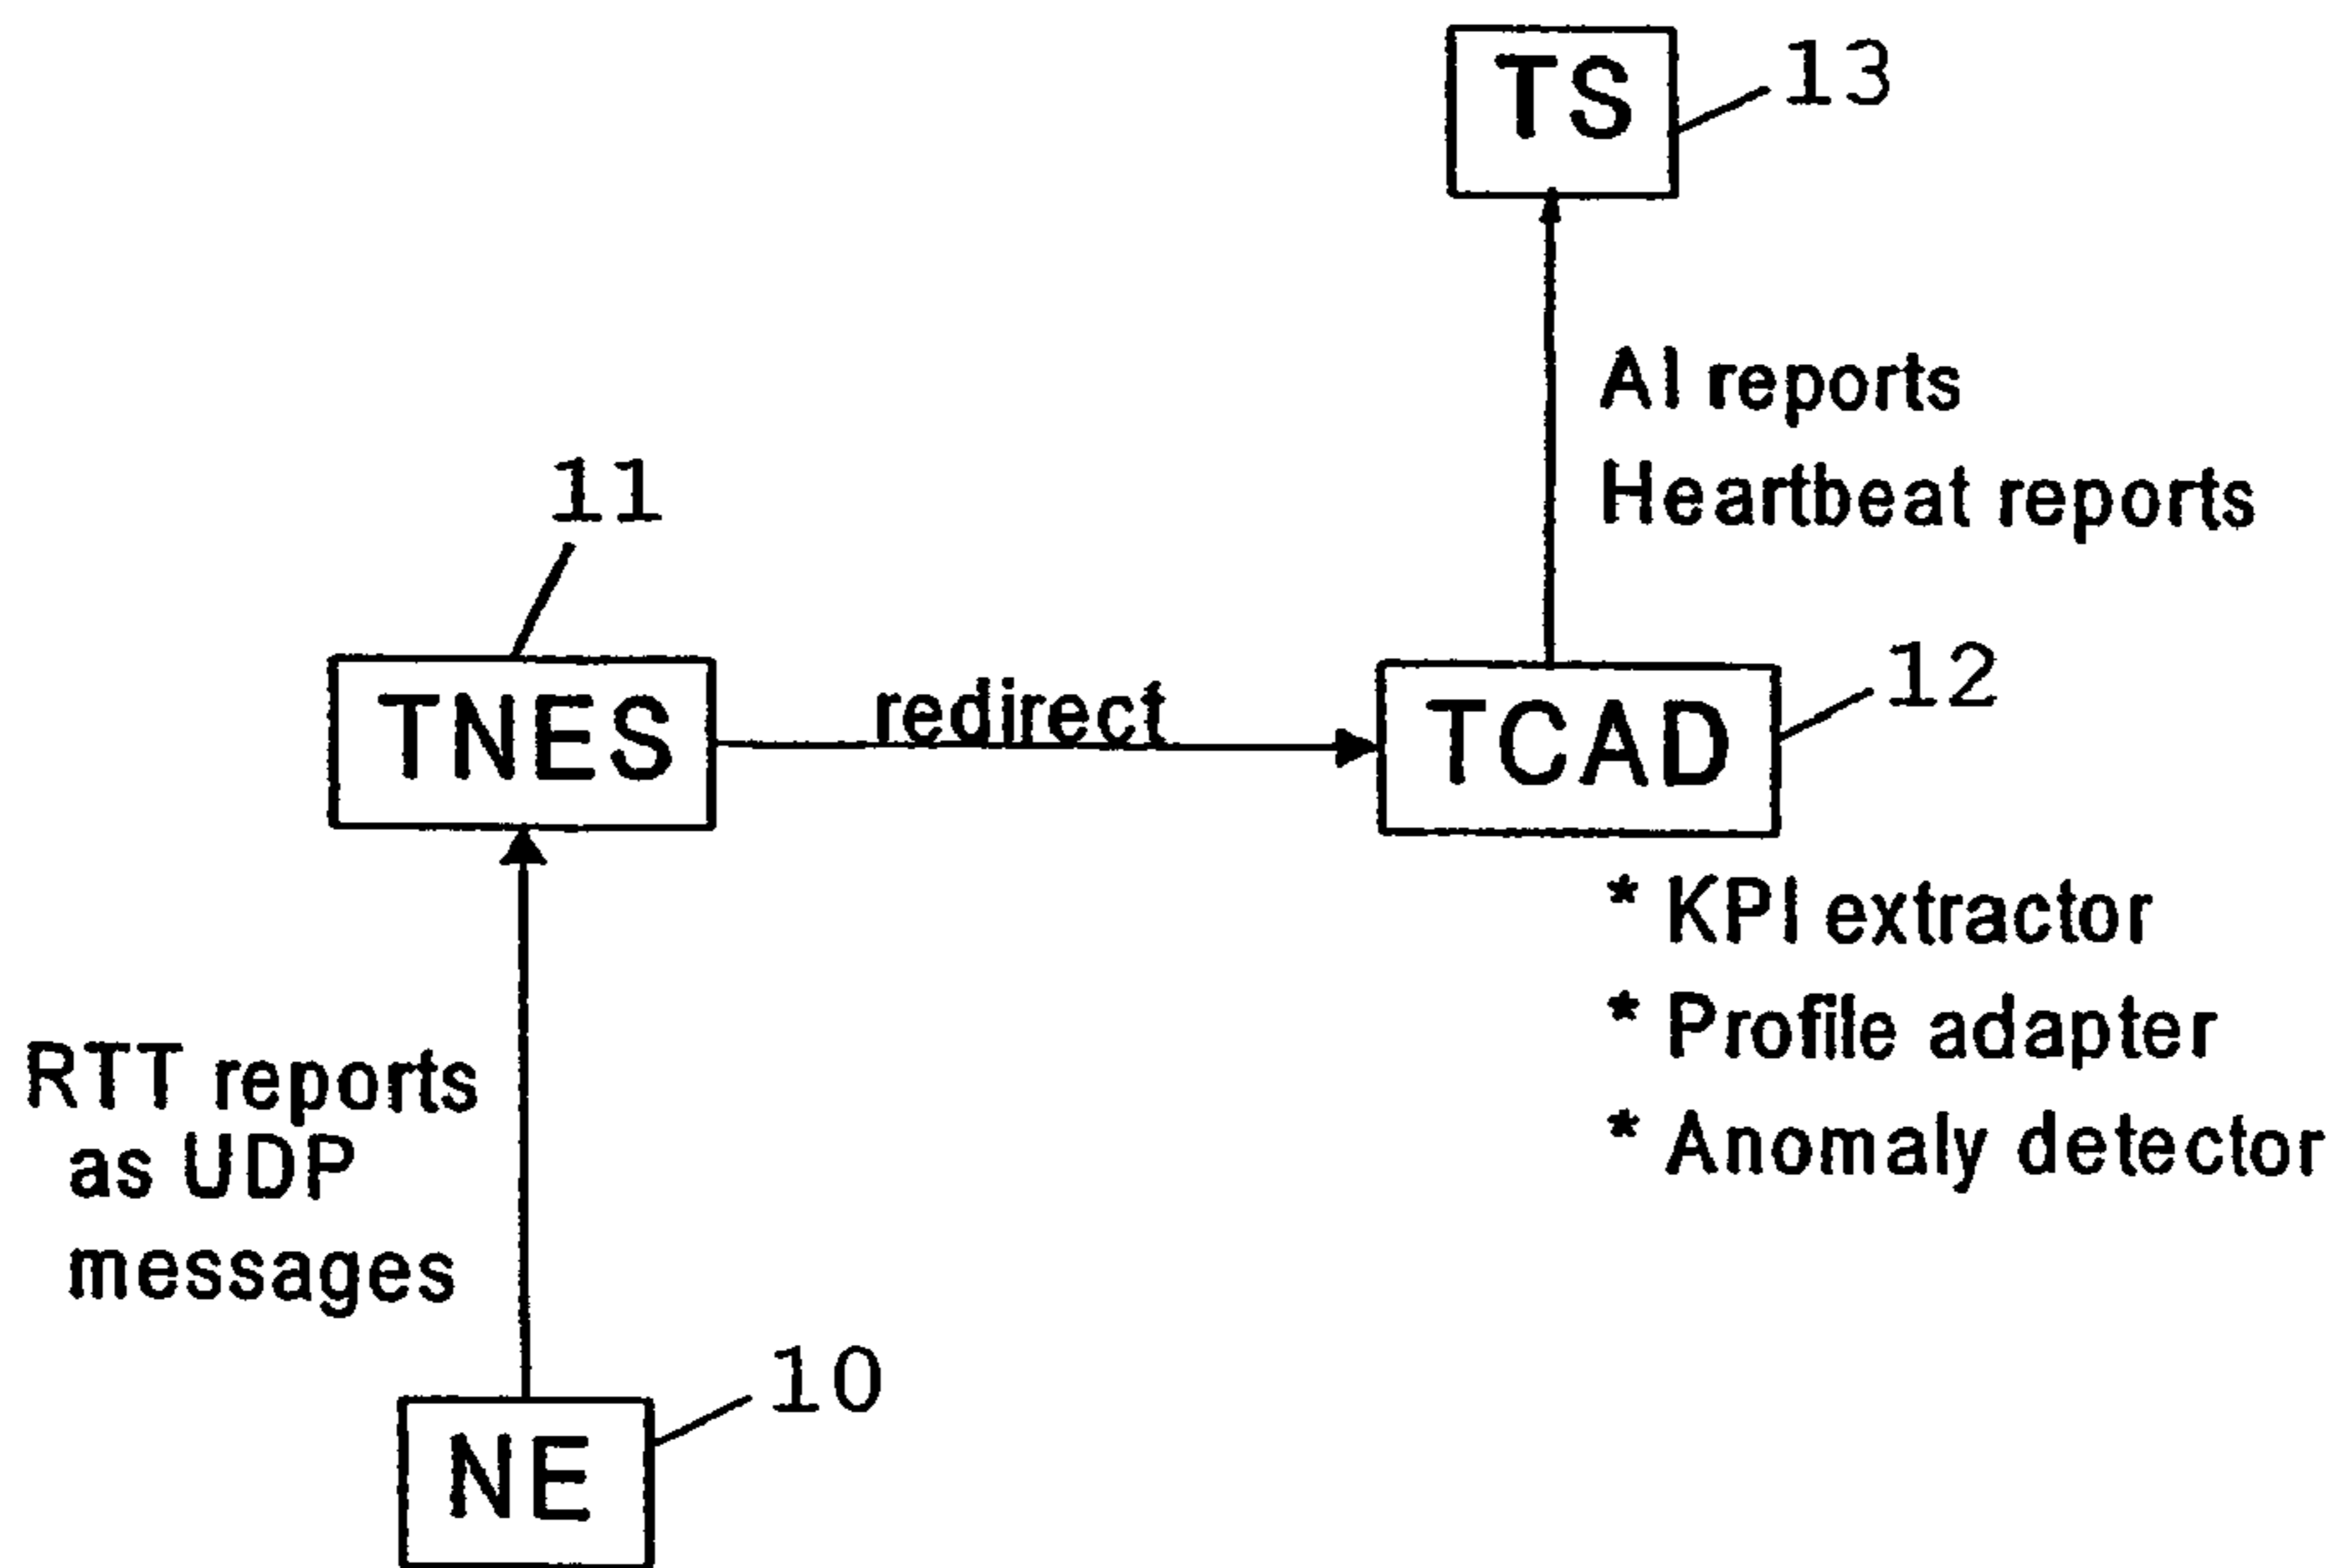 TS
13
AI reports
Heartbeat reports
11
TNES
redirect
TCAD
12
* KPI extractor
* Profile adapter
* Anomaly detector
RTT reports
as UDP
messages
10
NE